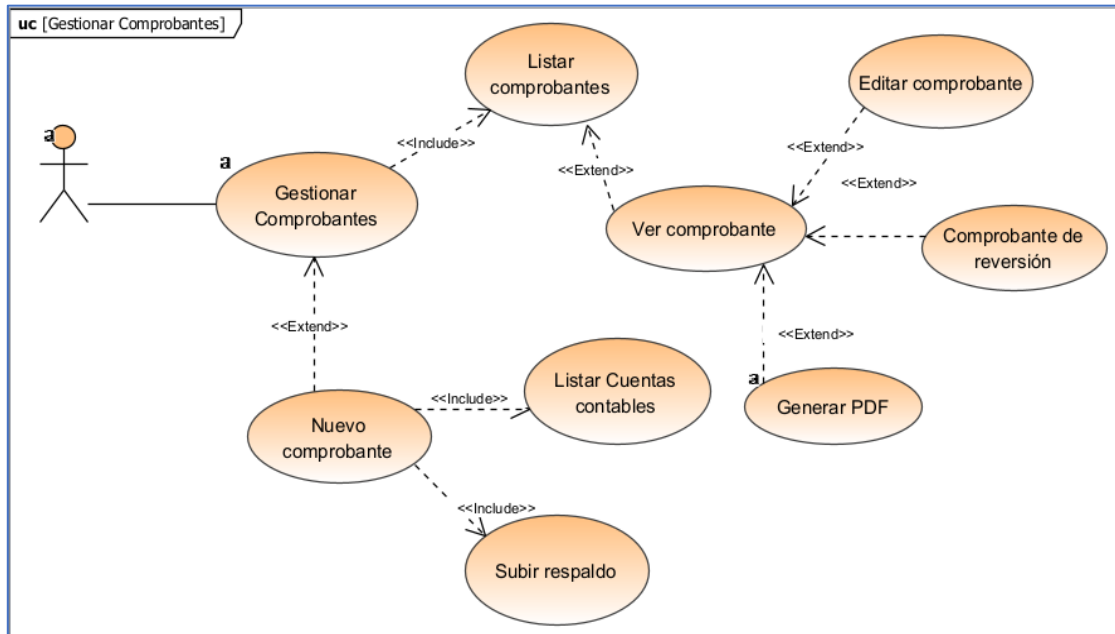 uc [Gestionar Comprobantes]
Listar
comprobantes
Editar comprobante
<<Include>>
<<Extend>>
<<Extend>>
<<Extend>>
a
a
Gestionar
Comprobantes
Ver comprobante
Comprobante de
reversión
<<Extend>>
<<Extend>>
Listar Cuentas
contables
a
Generar PDF
<<Include>>
Nuevo
comprobante
<<Include>>
Subir respaldo